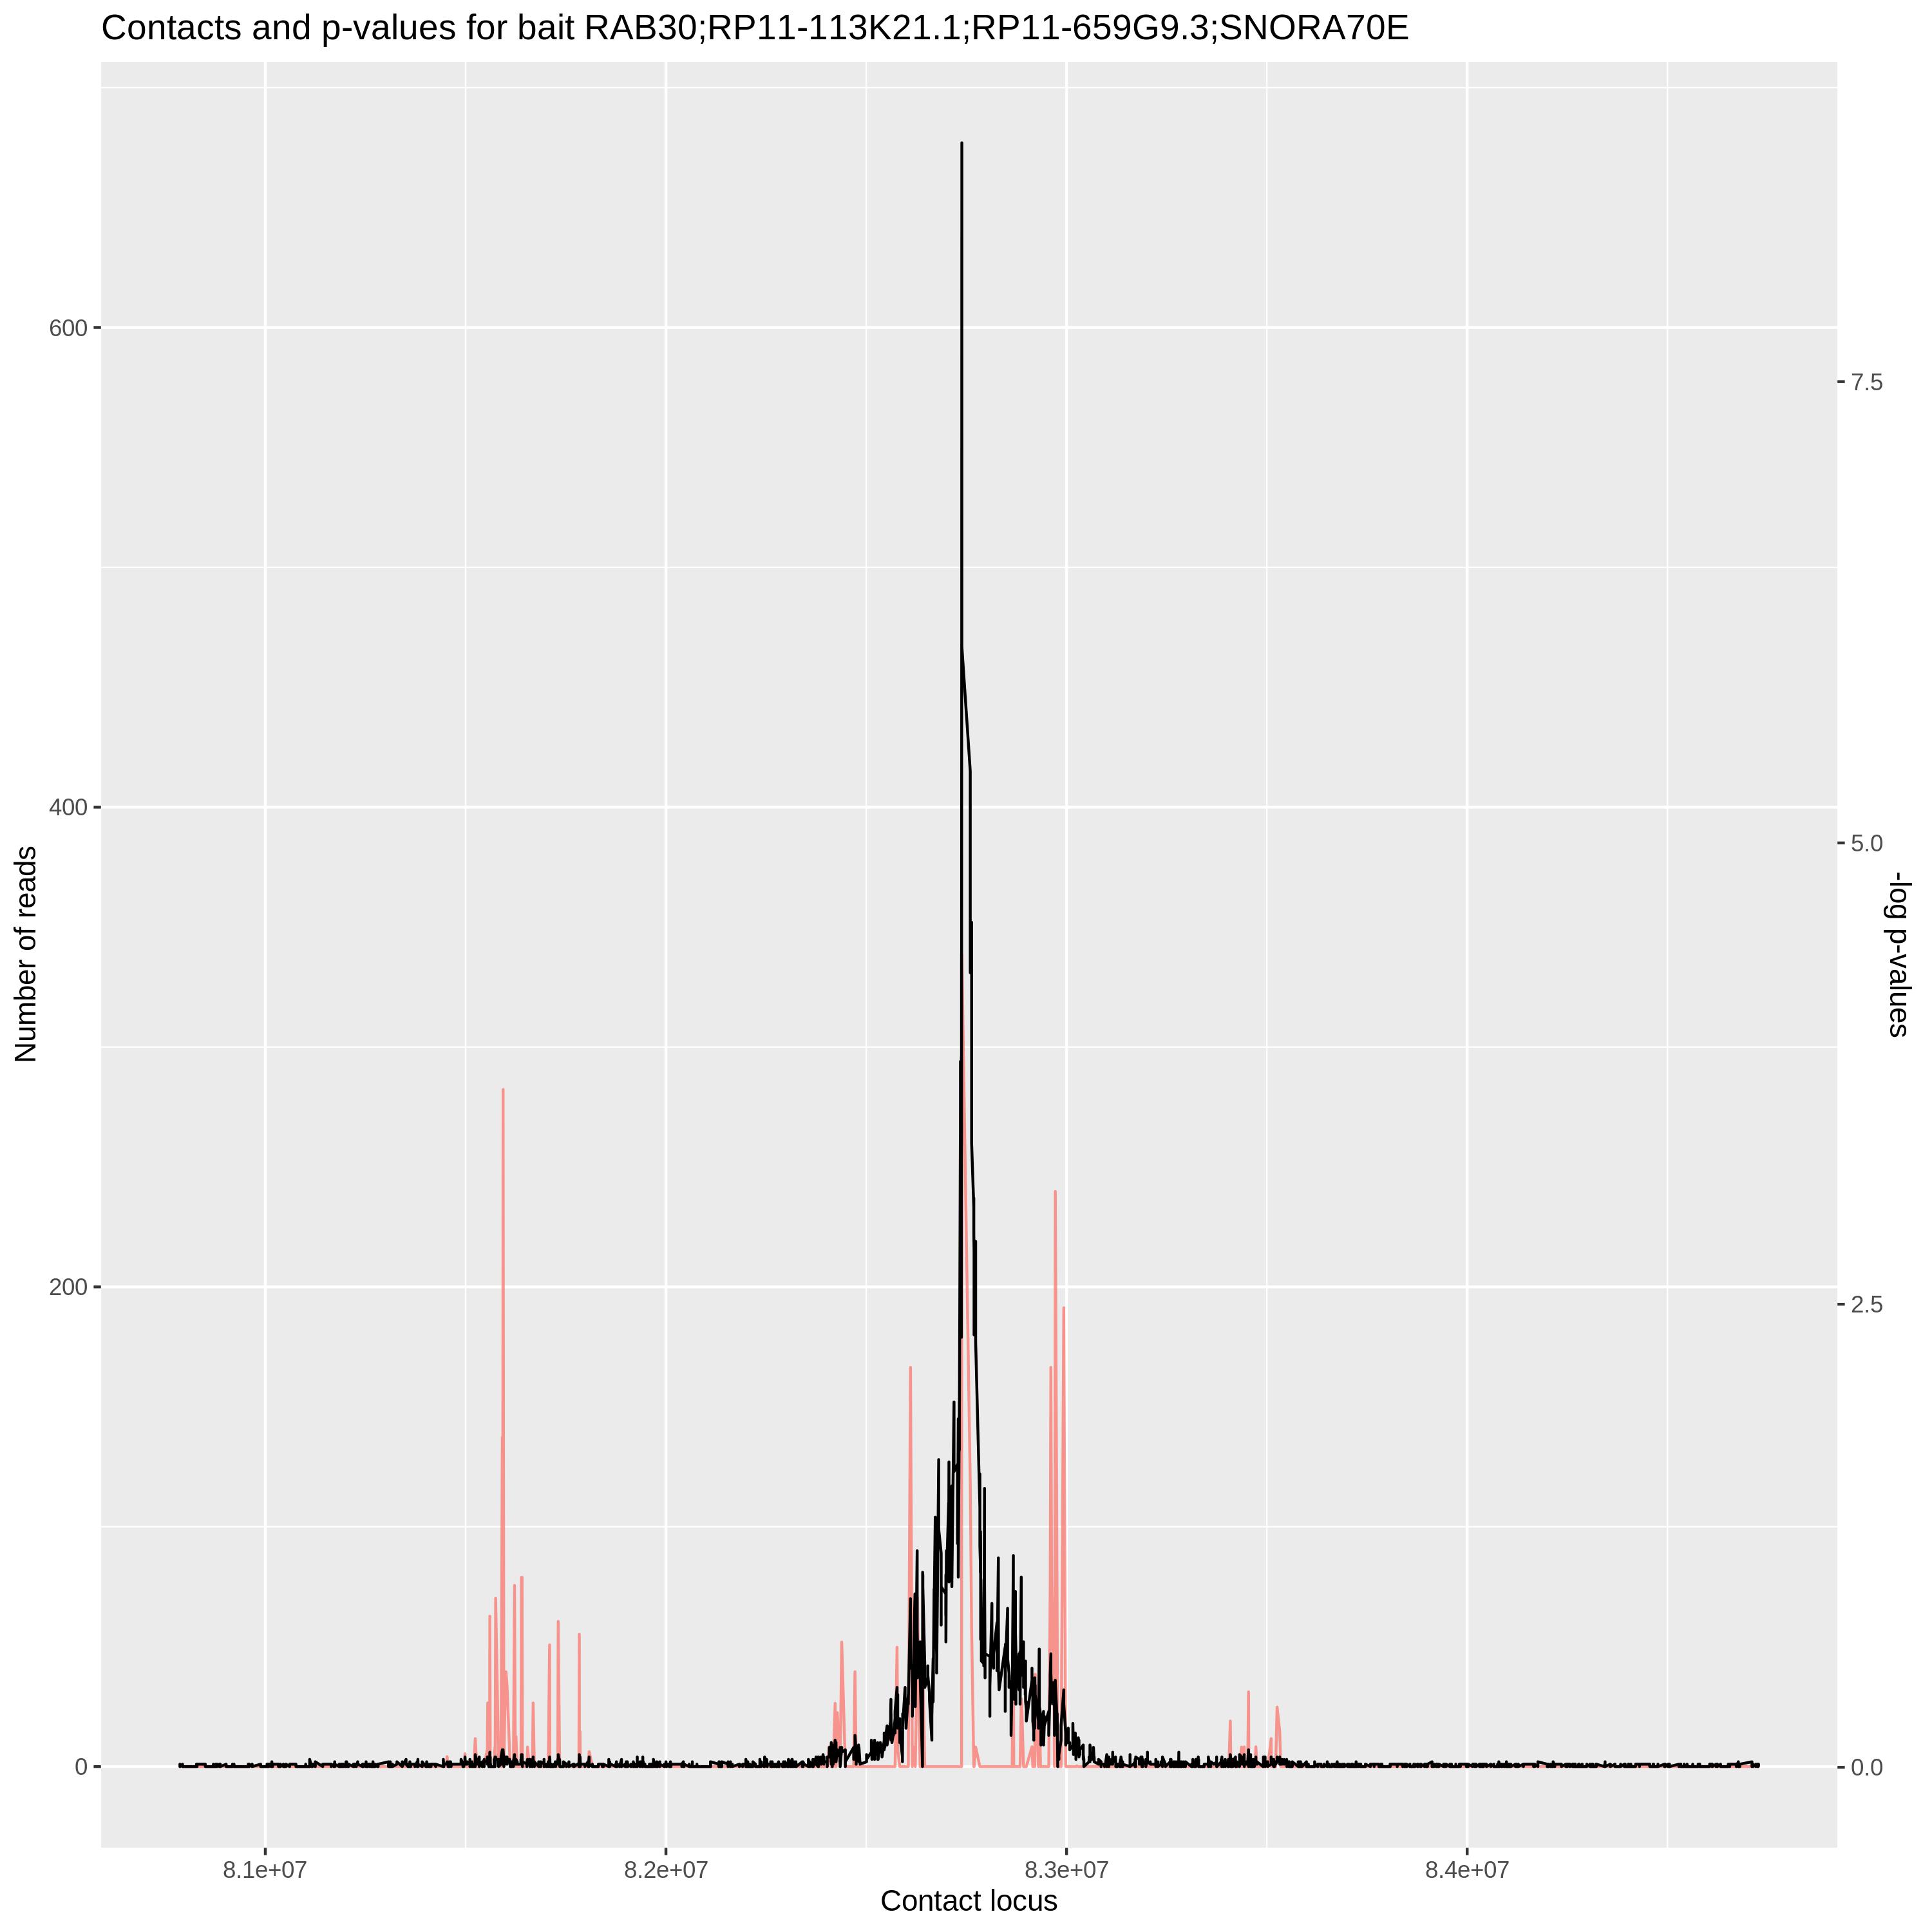 Contacts and p-values for bait RAB30;RP11-113K21.1;RP11-659G9.3;SNORA70E
600
400
200
0
Number of reads
7.5
5.0
2.5
0.0
-log p-values
8.1e+07 8.2e+07 8.3e+07 8.4e+07
Contact locus